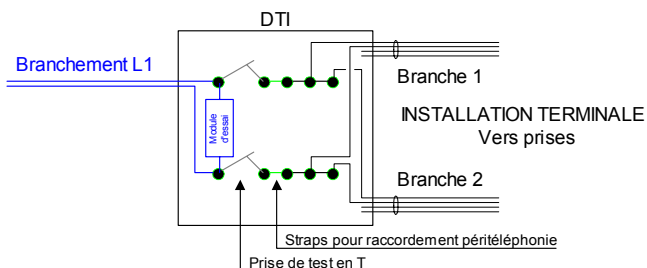 DTI
Branchement L1
Branche 1
Module
d'essai
INSTALLATION TERMINALE
Vers prises
Branche 2
Straps pour raccordement péritéléphonie
Prise de test en T